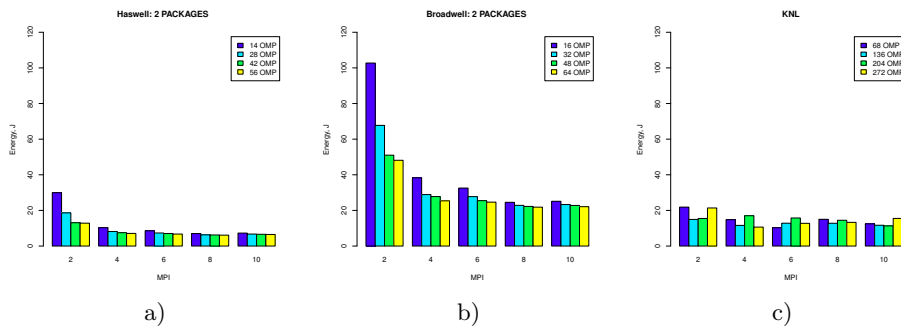 Haswell: 2 PACKAGES
120
100
80
60
40
20
0
Energy, J
14 OMP
28 OMP
42 OMP
56 OMP
2 4 6 8 10
MPI
a)
Broadwell: 2 PACKAGES
120
100
80
60
40
20
0
Energy, J
16 OMP
32 OMP
48 OMP
64 OMP
2 4 6 8 10
MPI
b)
KNL
120
100
80
60
40
20
0
Energy, J
68 OMP
136 OMP
204 OMP
272 OMP
2 4 6 8 10
MPI
c)